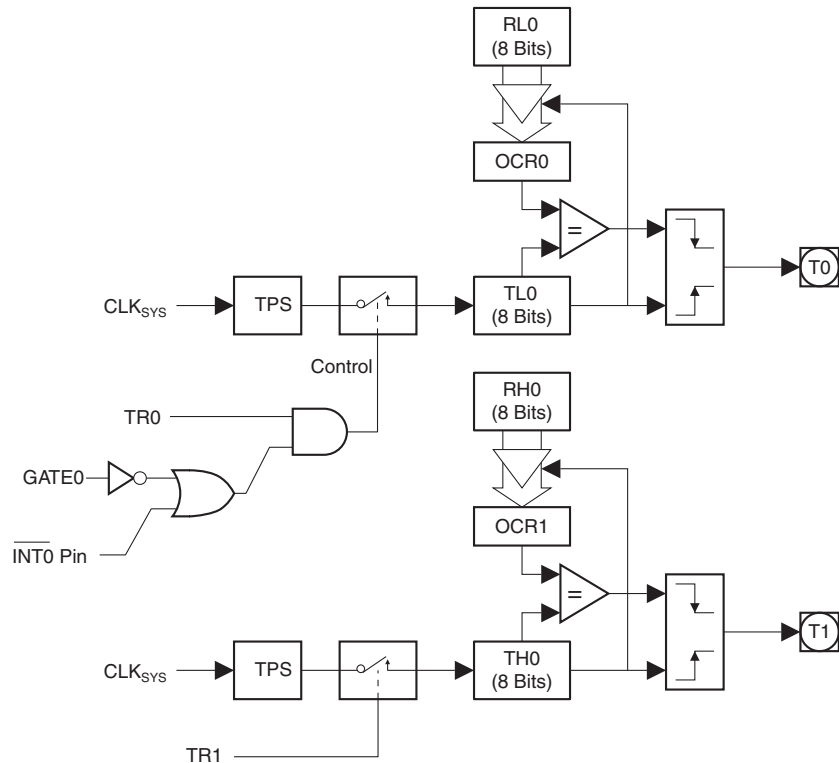 RL0
(8 Bits)
OCR0
=
T0
CLKSYS
TPS
TL0
(8 Bits)
Control
TR0
RH0
(8 Bits)
GATE0
OCR1
INT0 Pin
=
T1
CLKSYS
TPS
TH0
(8 Bits)
TR1